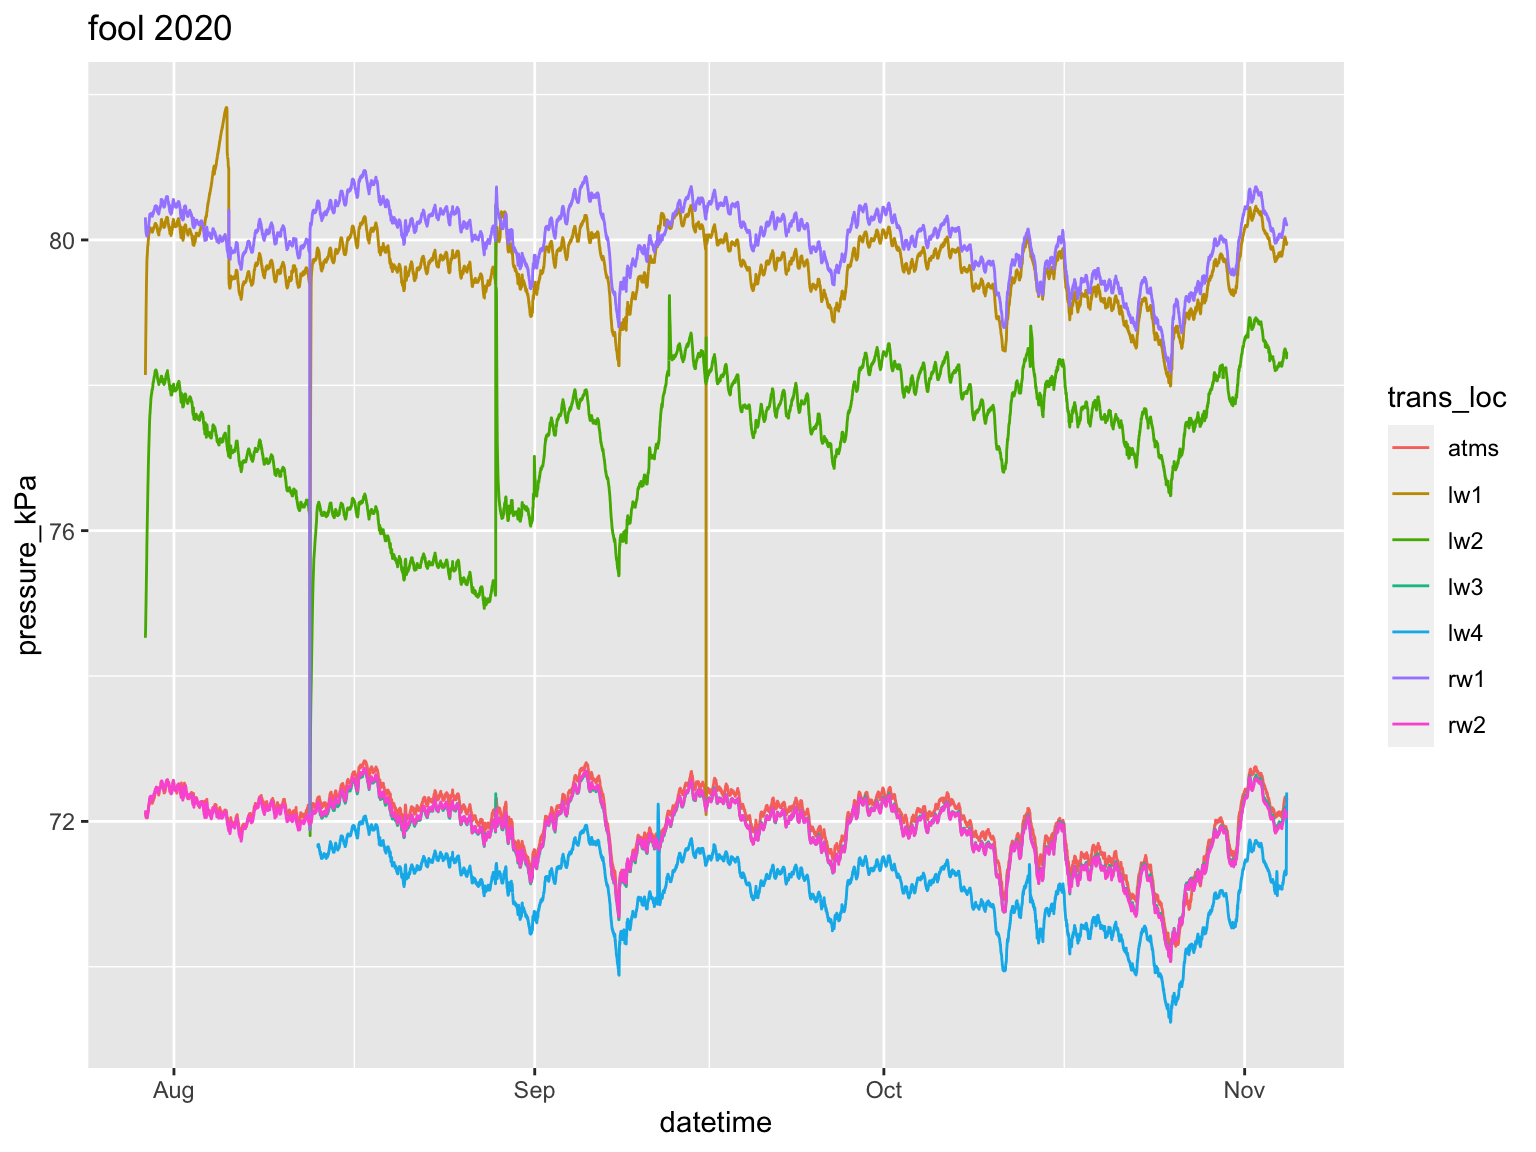 fool 2020
pressure_kPa
80
76
72
Aug Sep Oct Nov
datetime
trans_loc
atms
lw1
lw2
lw3
lw4
rw1
rw2